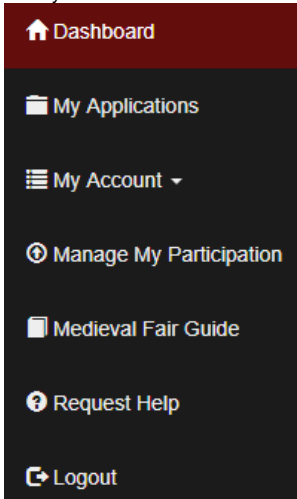 Dashboard
My Applications
My Account
Manage My Participation
Medieval Fair Guide
Request Help
Logout